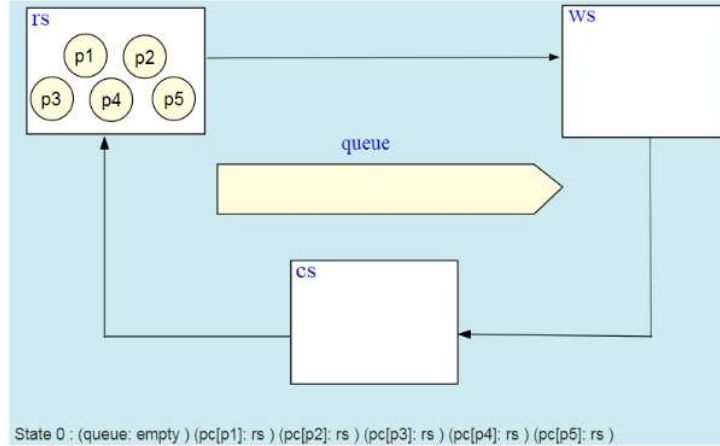 rs
ws
p1 p2
p3 p4 p5
queue
cs
State 0 : (queue: empty ) (pc[p1]: rs ) (pc[p2]: rs ) (pc[p3]: rs ) (pc[p4]: rs ) (pc[p5]: rs )